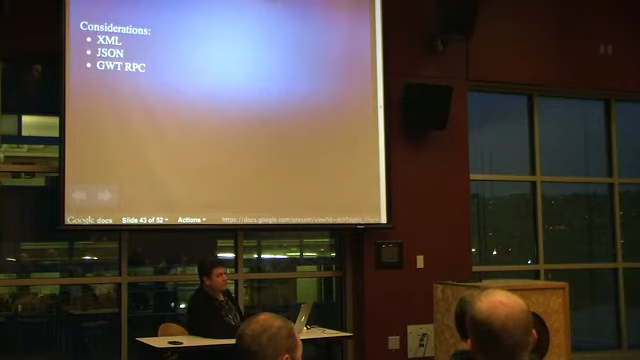 Considerations:
• XML
• JSON
• GWT RPC
Google docs Slide 43 of 52 Actions